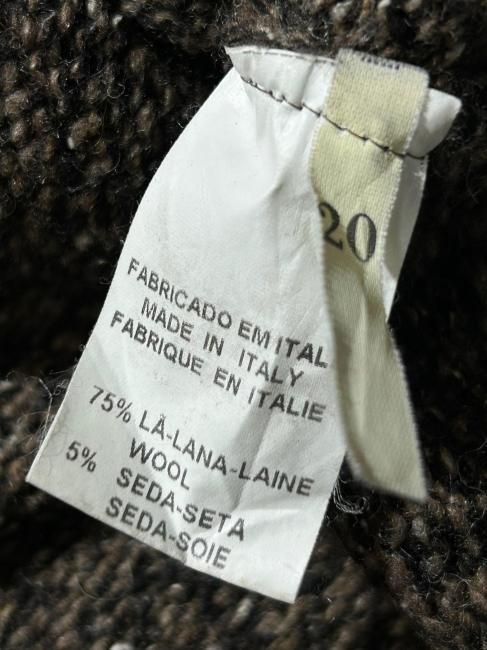 20
FABRICADO EM ITAL
MADE IN ITALY
FABRIQUE EN ITALIE
75% LÃ-LANA-LAINE
WOOL
5% SEDA-SETA
SEDA-SOIE